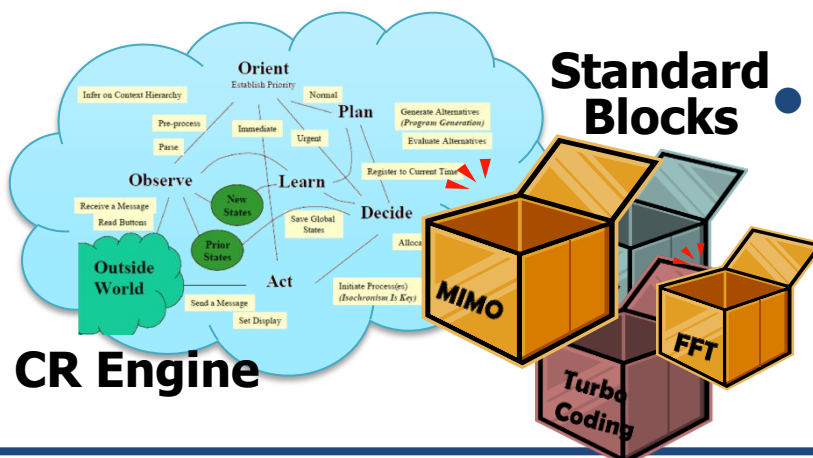 Orient
Establish Priority
Infer on Context Hierarchy
Normal
Plan
Generate Alternatives
(Program Generation)
Evaluate Alternatives
Pre-process
Immediate
Urgent
Parse
Register to Current Time
Observe
Learn
New
States
Decide
Receive a Message
Read Buttons
Save Global
States
Prior
States
Outside
World
Act
Initiate Process(es)
(Isochronism Is Key)
Send a Message
Set Display
CR Engine
Standard
Blocks
MIMO
FFT
Turbo
Coding